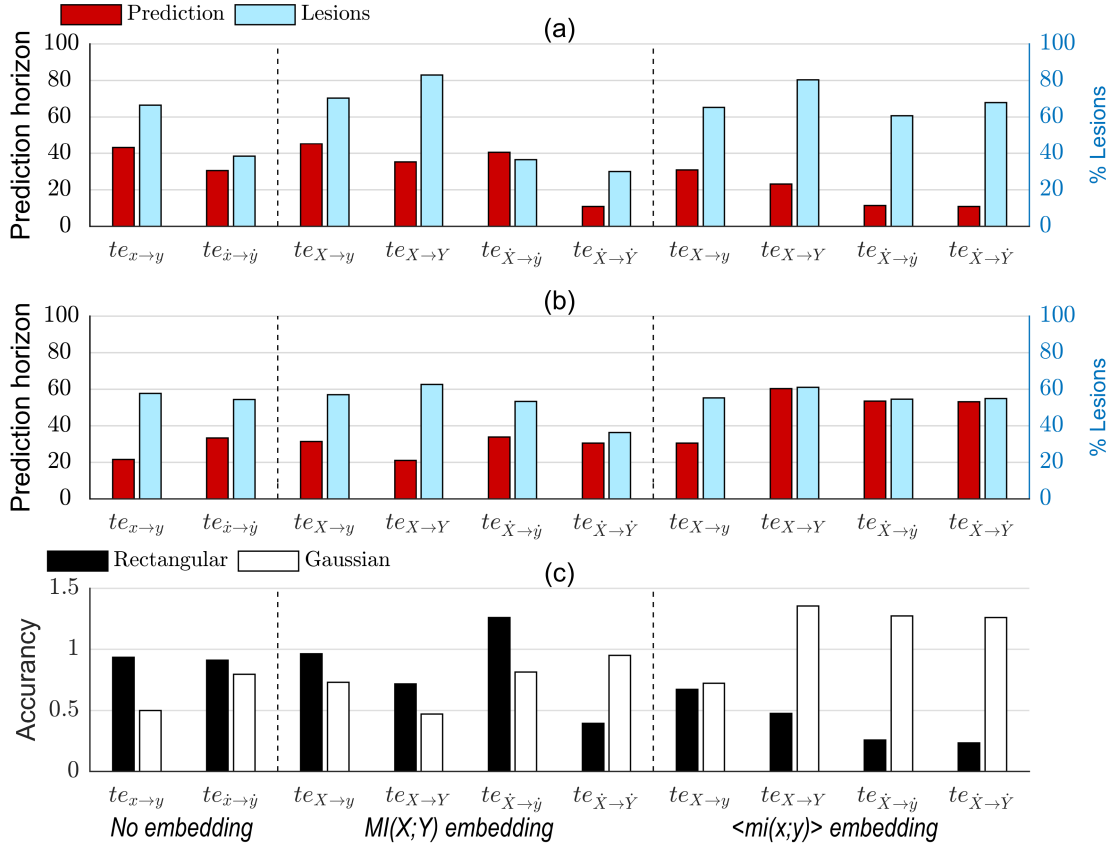 Prediction Lesions
(a)
Prediction horizon
100 80 60 40 20 0
100 80 60 40 20 0
% Lesions
te_{x→y} te_{ẋ→ẏ} te_{X→y} te_{X→Y} te_{Ẋ→ẏ} te_{Ẋ→Ẏ} te_{X→y} te_{X→Y} te_{Ẋ→ẏ} te_{Ẋ→Ẏ}
(b)
Prediction horizon
100 80 60 40 20 0
100 80 60 40 20 0
% Lesions
te_{x→y} te_{ẋ→ẏ} te_{X→y} te_{X→Y} te_{Ẋ→ẏ} te_{Ẋ→Ẏ} te_{X→y} te_{X→Y} te_{Ẋ→ẏ} te_{Ẋ→Ẏ}
Rectangular Gaussian
(c)
Accurancy
1.5 1 0.5 0
te_{x→y} te_{ẋ→ẏ} te_{X→y} te_{X→Y} te_{Ẋ→ẏ} te_{Ẋ→Ẏ} te_{X→y} te_{X→Y} te_{Ẋ→ẏ} te_{Ẋ→Ẏ}
No embedding MI(X;Y) embedding <mi(x;y)> embedding